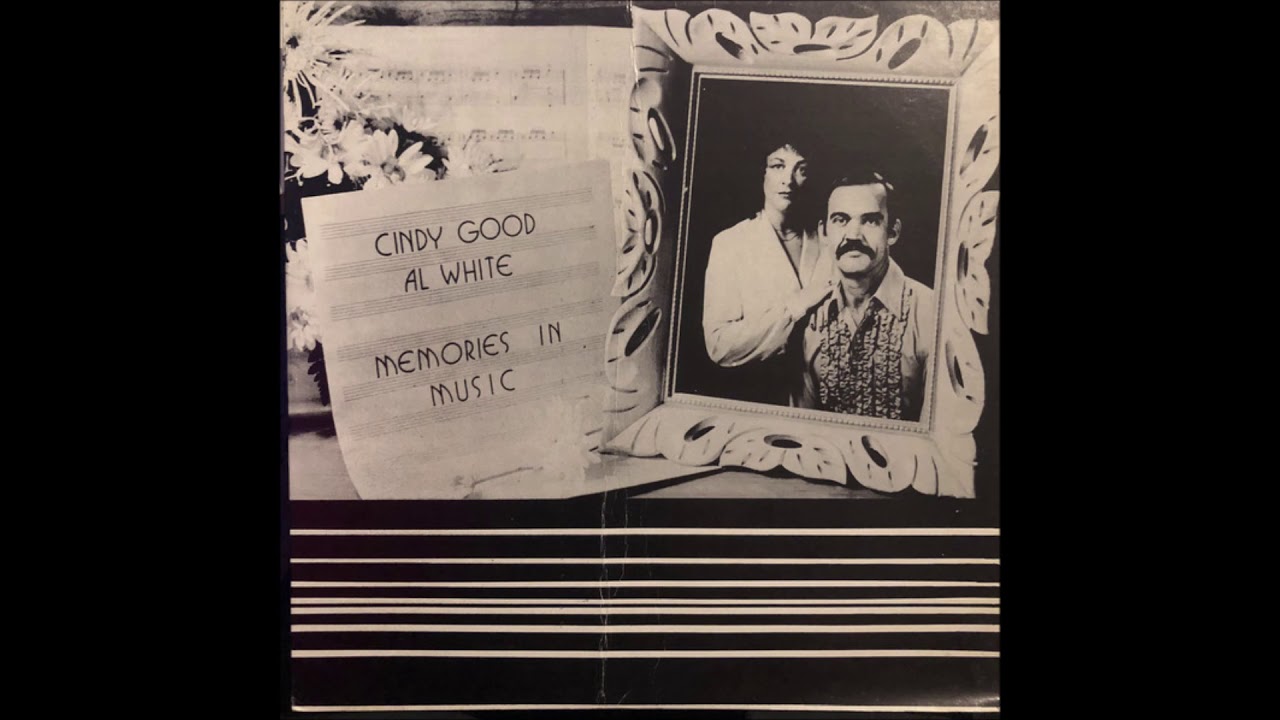 CINDY GOOD
AL WHITE
MEMORIES IN
MUSIC